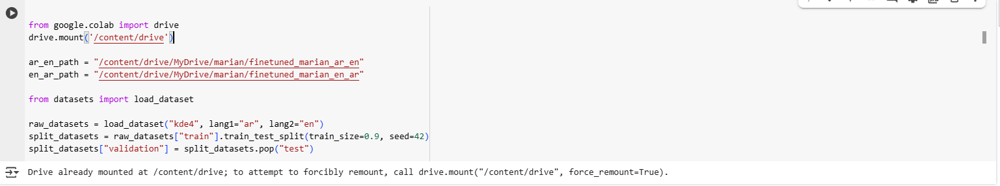 from google.colab import drive
drive.mount('/content/drive')
ar_en_path = "/content/drive/MyDrive/marian/finetuned_marian_ar_en"
en_ar_path = "/content/drive/MyDrive/marian/finetuned_marian_en_ar"
from datasets import load_dataset
raw_datasets = load_dataset("kde4", lang1="ar", lang2="en")
split_datasets = raw_datasets["train"].train_test_split(train_size=0.9, seed=42)
split_datasets["validation"] = split_datasets.pop("test")
Drive already mounted at /content/drive; to attempt to forcibly remount, call drive.mount("/content/drive", force_remount=True).